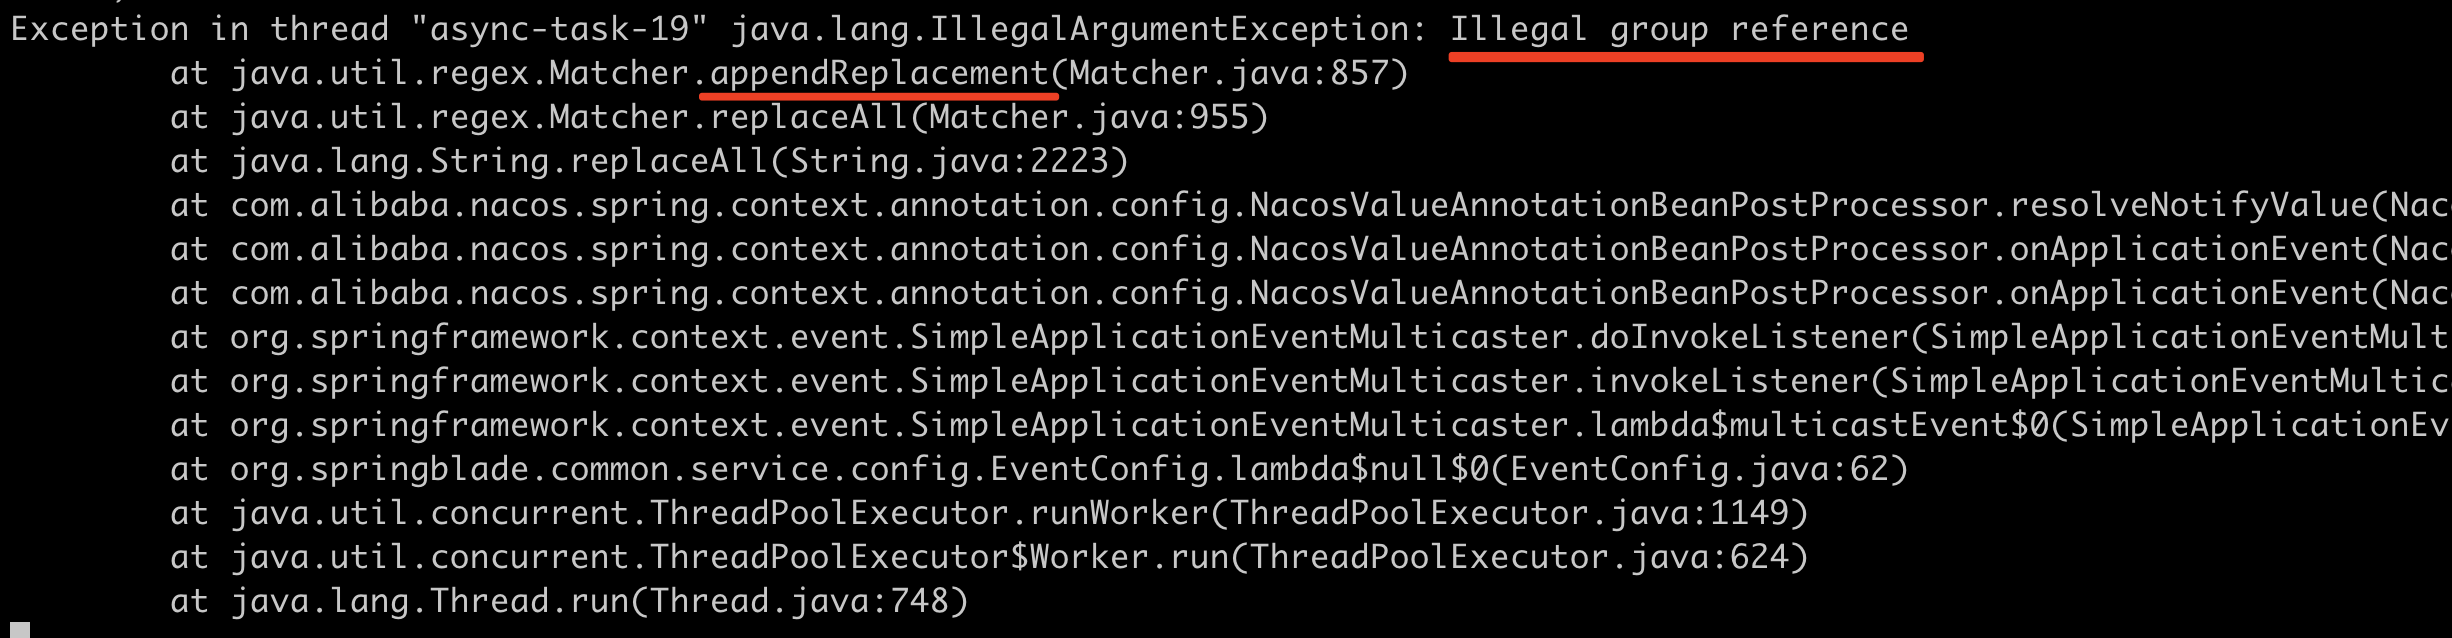 Exception in thread "async-task-19" java.lang.IllegalArgumentException: Illegal group reference
at java.util.regex.Matcher.appendReplacement(Matcher.java:857)
at java.util.regex.Matcher.replaceAll(Matcher.java:955)
at java.lang.String.replaceAll(String.java:2223)
at com.alibaba.nacos.spring.context.annotation.config.NacosValueAnnotationBeanPostProcessor.resolveNotifyValue(Nac
at com.alibaba.nacos.spring.context.annotation.config.NacosValueAnnotationBeanPostProcessor.onApplicationEvent(Nac
at com.alibaba.nacos.spring.context.annotation.config.NacosValueAnnotationBeanPostProcessor.onApplicationEvent(Nac
at org.springframework.context.event.SimpleApplicationEventMulticaster.doInvokeListener(SimpleApplicationEventMult
at org.springframework.context.event.SimpleApplicationEventMulticaster.invokeListener(SimpleApplicationEventMultic
at org.springframework.context.event.SimpleApplicationEventMulticaster.lambda$multicastEvent$0(SimpleApplicationEv
at org.springblade.common.service.config.EventConfig.lambda$null$0(EventConfig.java:62)
at java.util.concurrent.ThreadPoolExecutor.runWorker(ThreadPoolExecutor.java:1149)
at java.util.concurrent.ThreadPoolExecutor$Worker.run(ThreadPoolExecutor.java:624)
at java.lang.Thread.run(Thread.java:748)